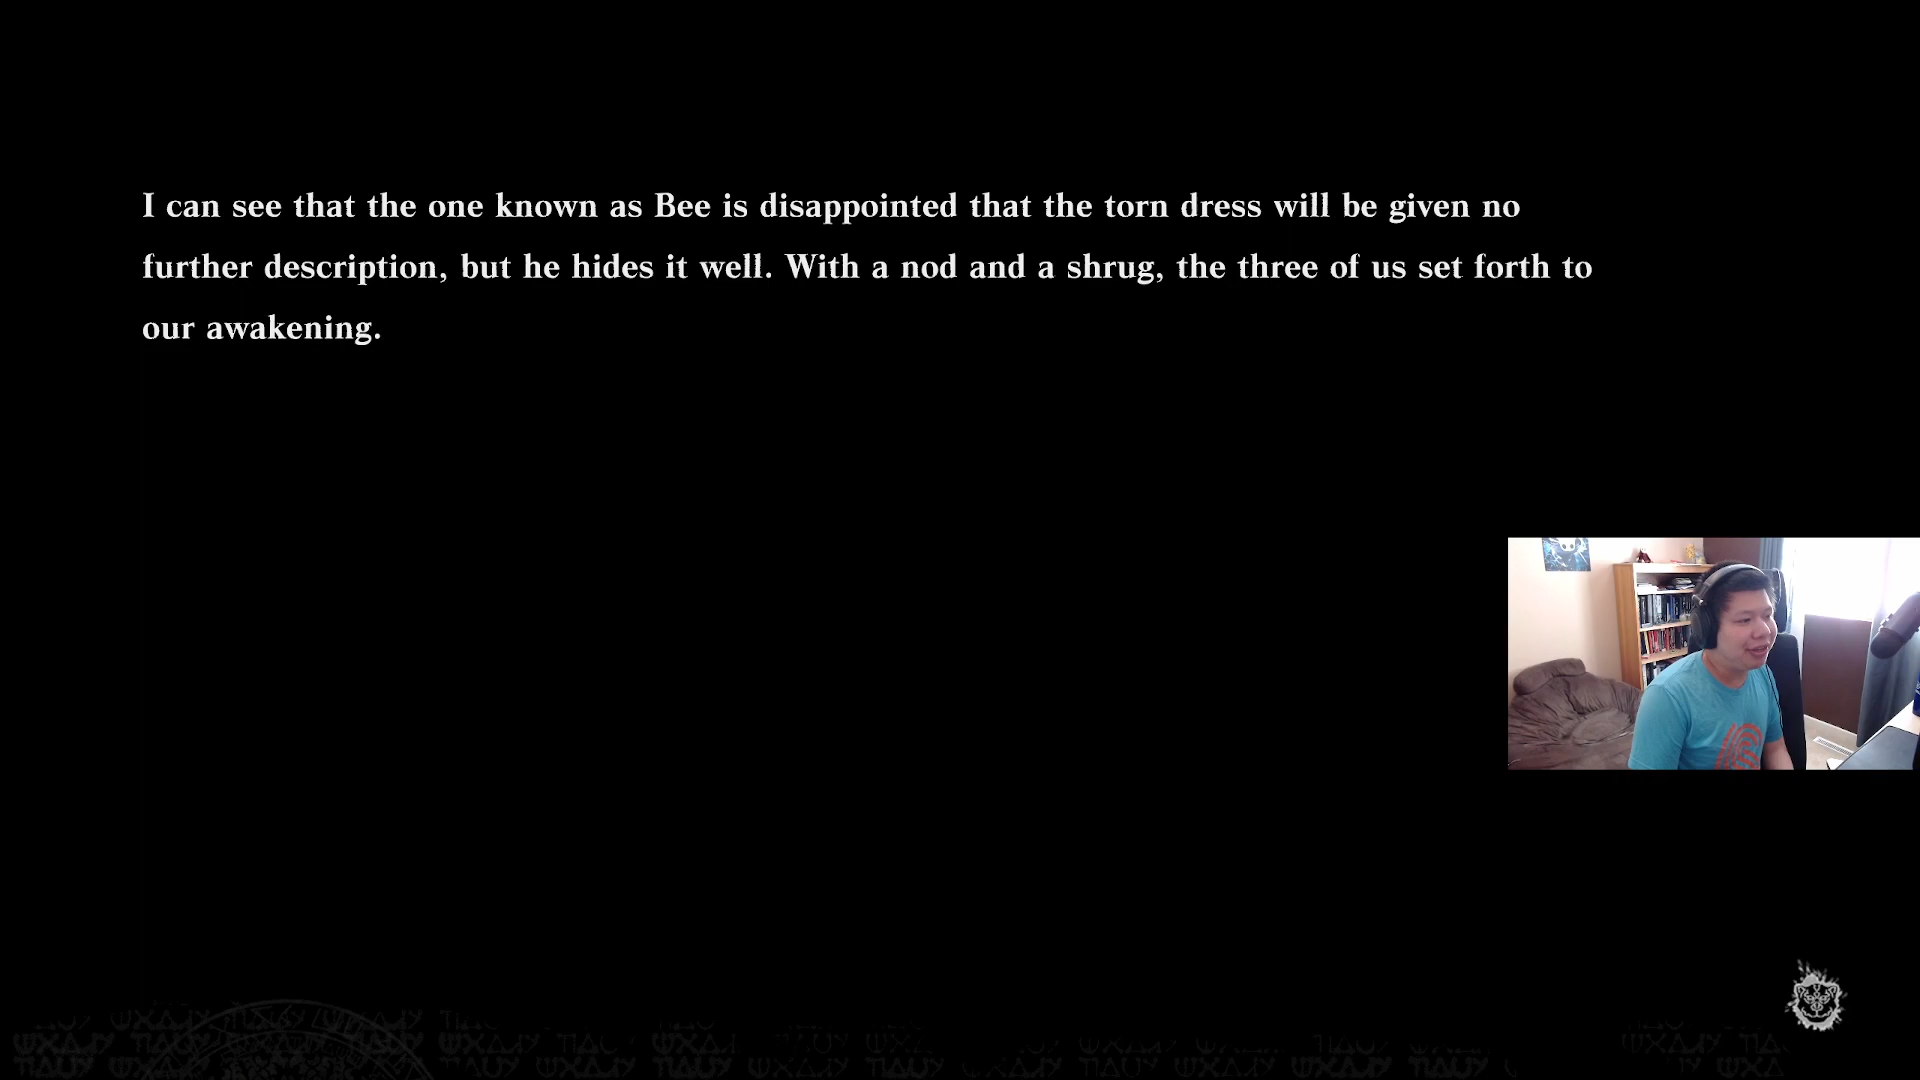 I can see that the one known as Bee is disappointed that the torn dress will be given no
further description, but he hides it well. With a nod and a shrug, the three of us set forth to
our awakening.